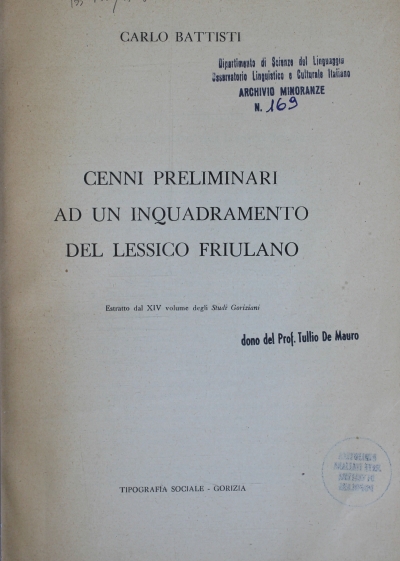 CARLO BATTISTI
Dipartimento di Scienze del Linguaggio
Osservatorio Linguistico e Culturale Italiano
ARCHIVIO MINORANZE
N. 169
CENNI PRELIMINARI
AD UN INQUADRAMENTO
DEL LESSICO FRIULANO
Estratto dal XIV volume degli Studi Goriziani
dono del Prof. Tullio De Mauro
TIPOGRAFIA SOCIALE - GORIZIA